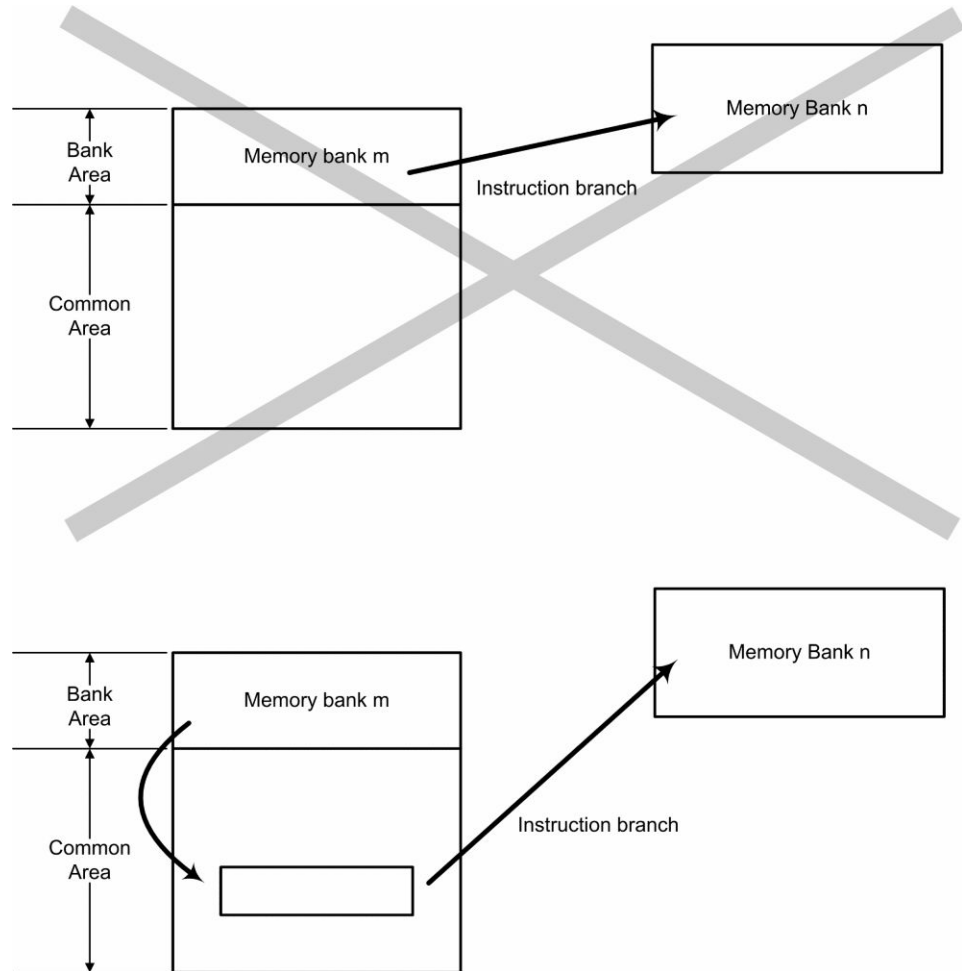 Memory Bank n
Bank
Area
Memory bank m
Instruction branch
Common
Area
Memory Bank n
Bank
Area
Memory bank m
Instruction branch
Common
Area